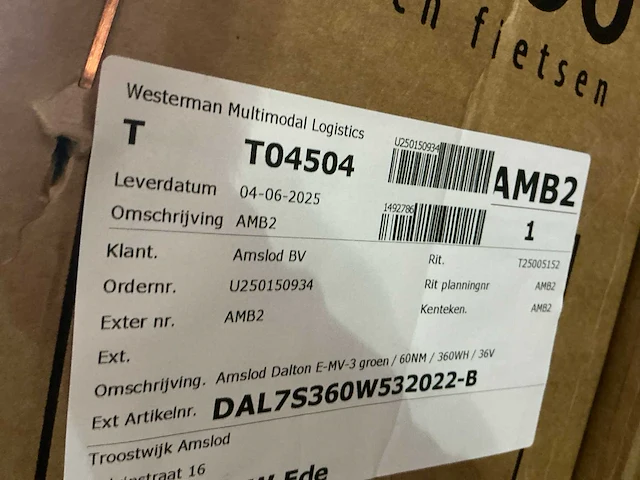 en fietsen
Westerman Multimodal Logistics
T T04504 U250150934 AMB2
Leverdatum 04-06-2025
Omschrijving AMB2 1492786 1
Klant. Amslod BV Rit. T25005152
Ordernr. U250150934 Rit planningnr AMB2
Exter nr. AMB2 Kenteken. AMB2
Ext.
Omschrijving. Amslod Dalton E-MV-3 groen / 60NM / 360WH / 36V
Ext Artikelnr. DAL7S360W532022-B
Troostwijk Amslod
16
Ede